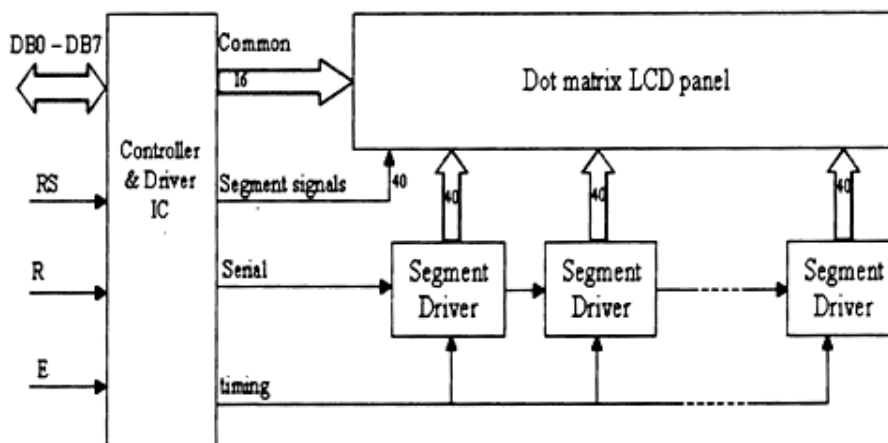 DB0 - DB7
Common
16
Dot matrix LCD panel
Controller
& Driver
IC
RS
Segment signals
40
40
40
40
R
Serial
Segment
Driver
Segment
Driver
Segment
Driver
E
timing